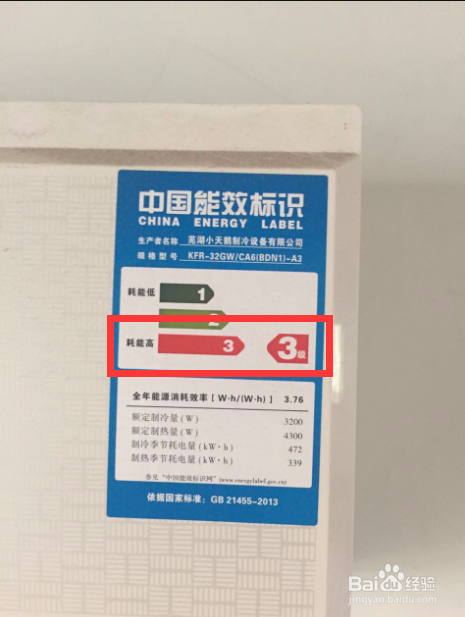 中国能效标识
CHINA ENERGY LABEL
生产者名称 芜湖小天鹅制冷设备有限公司
规格型号 KFR-32GW/CA6(BDN1)-A3
耗能低 1
2
耗能高 3 3级
全年能源消耗效率[W·h/(W·h)] 3.76
额定制冷量(W) 3200
额定制热量(W) 4300
制冷季节耗电量(kW·h) 472
制热季节耗电量(kW·h) 339
参见“中国能效标识网”(www.energylabel.gov.cn)
依据国家标准: GB 21455-2013
Baidu经验
jingyan.baidu.com